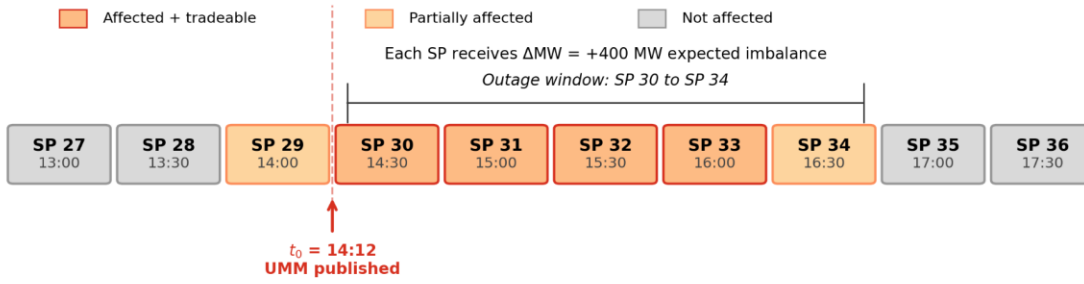 Affected + tradeable
Partially affected
Not affected
Each SP receives ΔMW = +400 MW expected imbalance
Outage window: SP 30 to SP 34
SP 27
13:00
SP 28
13:30
SP 29
14:00
SP 30
14:30
SP 31
15:00
SP 32
15:30
SP 33
16:00
SP 34
16:30
SP 35
17:00
SP 36
17:30
t₀ = 14:12
UMM published